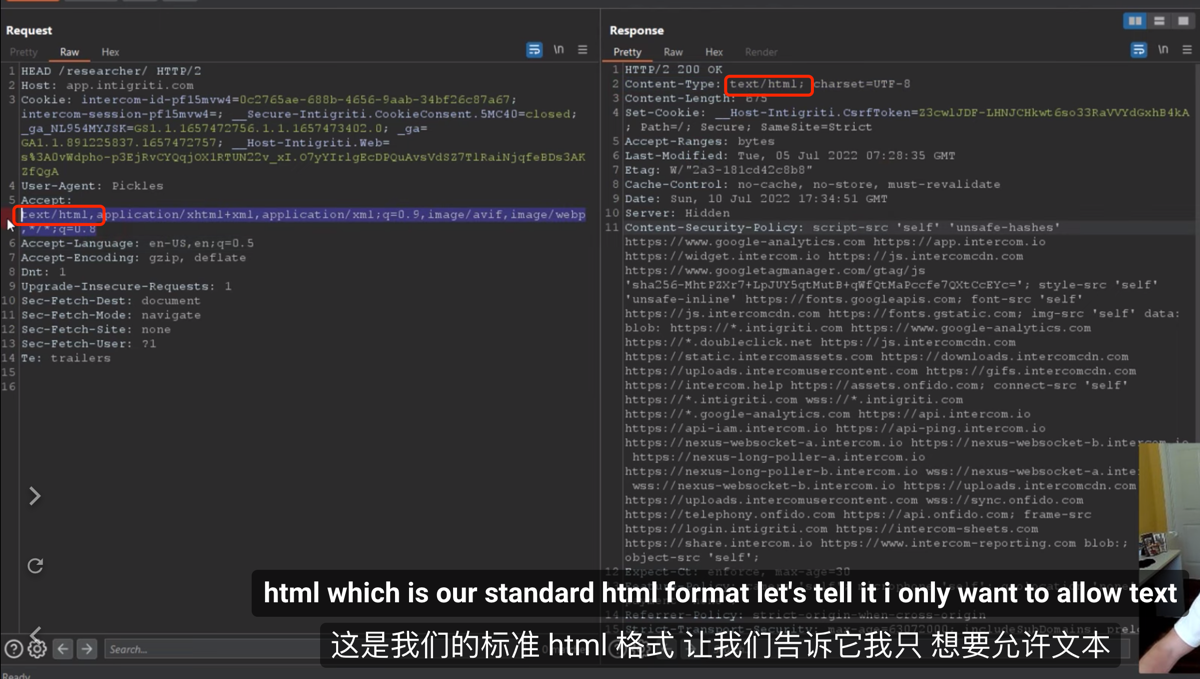 Request
Pretty Raw Hex
\n
1 HEAD /researcher/ HTTP/2
2 Host: app.intigriti.com
3 Cookie: intercom-id-pf15mvw4=0c2765ae-688b-4656-9aab-34bf26c87a67;
intercom-session-pf15mvw4=; __Secure-Intigriti.CookieConsent.5MC40=closed;
_ga_NL954MYJSK=GS1.1.1657472756.1.1.1657473402.0; _ga=
GA1.1.891225837.1657472757; __Host-Intigriti.Web=
s%3A0vWdpho-p3EjRvCYQqjOX1RTUN22v_xI.O7yYIrlgEcDPQuAvsVdSZ7TlRaiNjqfeBDs3AK
ZfQgA
4 User-Agent: Pickles
5 Accept:
text/html,application/xhtml+xml,application/xml;q=0.9,image/avif,image/webp
,*/*;q=0.8
6 Accept-Language: en-US,en;q=0.5
7 Accept-Encoding: gzip, deflate
8 Dnt: 1
9 Upgrade-Insecure-Requests: 1
10 Sec-Fetch-Dest: document
11 Sec-Fetch-Mode: navigate
12 Sec-Fetch-Site: none
13 Sec-Fetch-User: ?1
14 Te: trailers
15
16
Search...
Ready
Response
Pretty Raw Hex Render
\n
1 HTTP/2 200 OK
2 Content-Type: text/html; charset=UTF-8
3 Content-Length: 675
4 Set-Cookie: __Host-Intigriti.CsrfToken=Z3cwlJDF-LHNJCHkwt6so33RaVVYdGxhB4kA
; Path=/; Secure; SameSite=Strict
5 Accept-Ranges: bytes
6 Last-Modified: Tue, 05 Jul 2022 07:28:35 GMT
7 Etag: W/"2a3-181cd42c8b8"
8 Cache-Control: no-cache, no-store, must-revalidate
9 Date: Sun, 10 Jul 2022 17:34:51 GMT
10 Server: Hidden
11 Content-Security-Policy: script-src 'self' 'unsafe-hashes'
https://www.google-analytics.com https://app.intercom.io
https://widget.intercom.io https://js.intercomcdn.com
https://www.googletagmanager.com/gtag/js
'sha256-MhtPZXr7+LpJUY5qtMutB+qWfQtMaPccfe7QXtCcEYc='; style-src 'self'
'unsafe-inline' https://fonts.googleapis.com; font-src 'self'
https://js.intercomcdn.com https://fonts.gstatic.com; img-src 'self' data:
blob: https://*.intigriti.com https://www.google-analytics.com
https://*.doubleclick.net https://js.intercomcdn.com
https://static.intercomassets.com https://downloads.intercomcdn.com
https://uploads.intercomusercontent.com https://gifs.intercomcdn.com
https://intercom.help https://assets.onfido.com; connect-src 'self'
https://*.intigriti.com wss://*.intigriti.com
https://*.google-analytics.com https://api.intercom.io
https://api-iam.intercom.io https://api-ping.intercom.io
https://nexus-websocket-a.intercom.io https://nexus-websocket-b.intercom.io
https://nexus-long-poller-a.intercom.io
https://nexus-long-poller-b.intercom.io wss://nexus-websocket-a.inte
wss://nexus-websocket-b.intercom.io https://uploads.intercomcdn.com
https://uploads.intercomusercontent.com wss://sync.onfido.com
https://telephony.onfido.com https://api.onfido.com; frame-src
https://login.intigriti.com https://intercom-sheets.com
https://share.intercom.io https://www.intercom-reporting.com blob:;
object-src 'self';
12 Expect-Ct: enforce, max-age=30
14 Referrer-Policy: strict-origin-when-cross-origin
15 Strict-Transport-Security: max-age=63072000; includeSubDomains; prel
html which is our standard html format let's tell it i only want to allow text
这是我们的标准 html 格式 让我们告诉它我只 想要允许文本